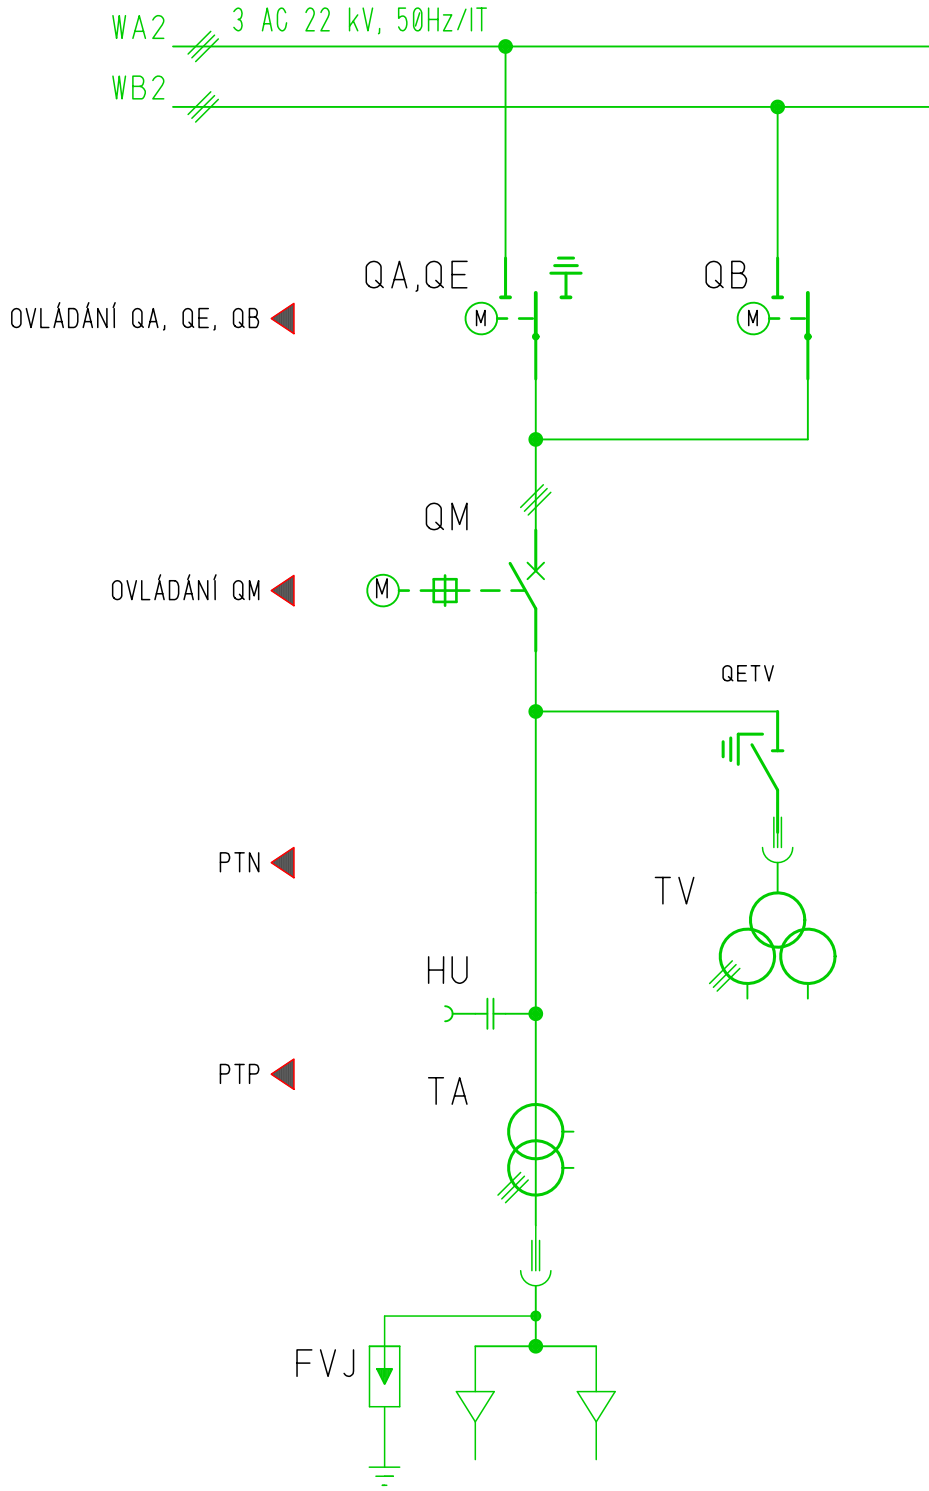 WA2
3 AC 22 kV, 50Hz/IT
WB2
QA,QE
QB
OVLÁDÁNÍ QA, QE, QB
M
M
QM
OVLÁDÁNÍ QM
M
QETV
PTN
TV
HU
PTP
TA
FVJ